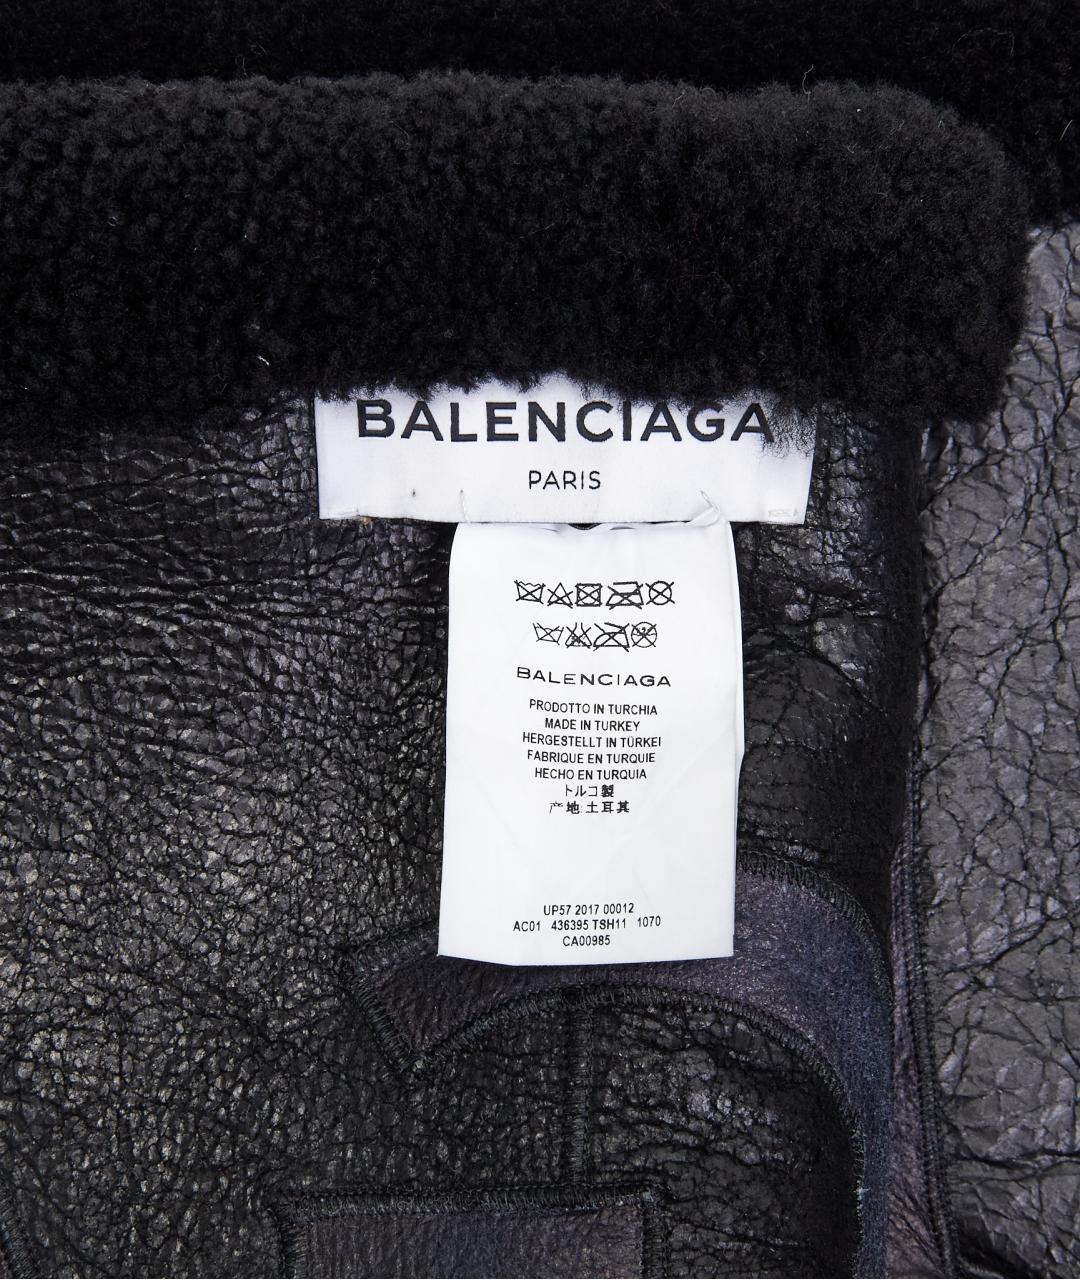 BALENCIAGA
PARIS
BALENCIAGA
PRODOTTO IN TURCHIA
MADE IN TURKEY
HERGESTELLT IN TÜRKEI
FABRIQUE EN TURQUIE
HECHO EN TURQUIA
トルコ製
产地:土耳其
UP57 2017 00012
AC01 436395 TSH11 1070
CA00985